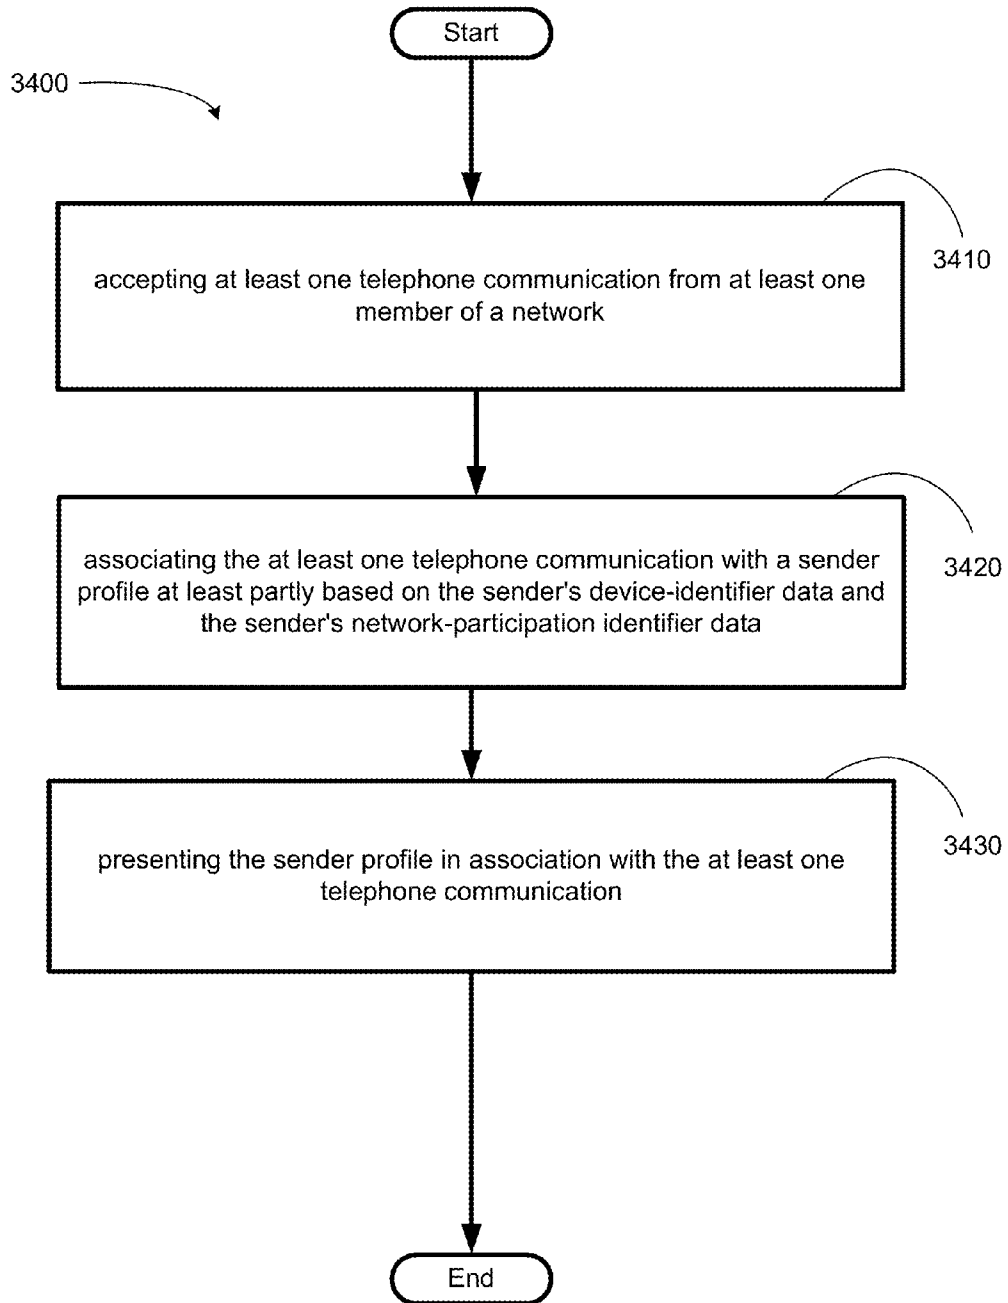 Start
3400
3410
accepting at least one telephone communication from at least one
member of a network
3420
associating the at least one telephone communication with a sender
profile at least partly based on the sender's device-identifier data and
the sender's network-participation identifier data
3430
presenting the sender profile in association with the at least one
telephone communication
End